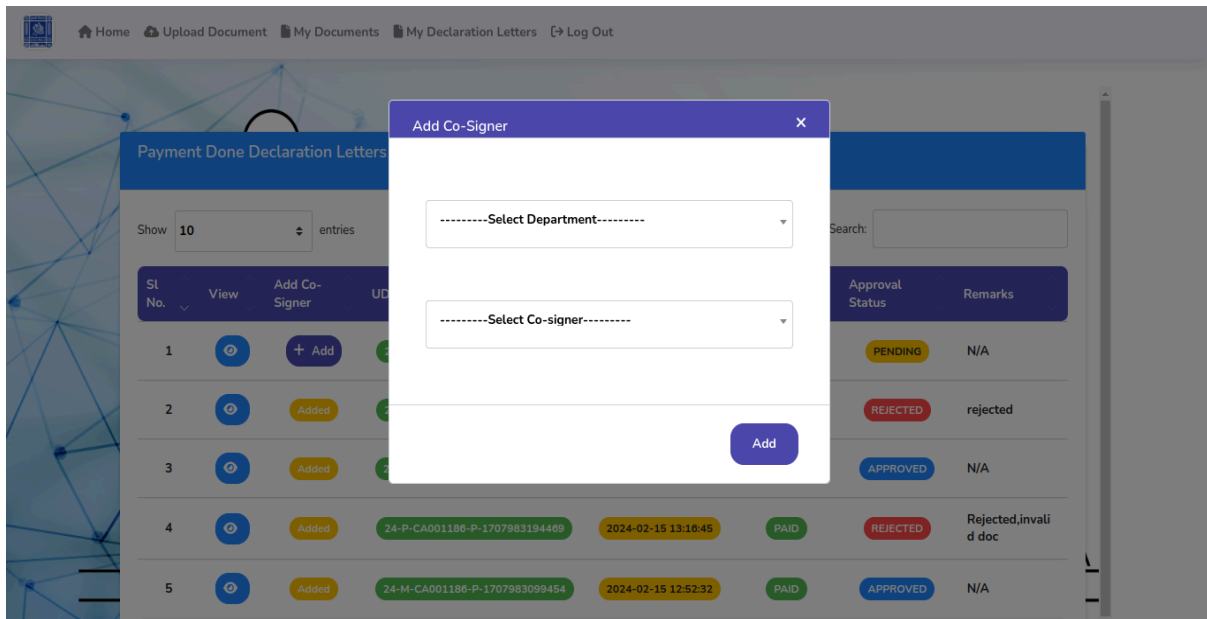 Home Upload Document My Documents My Declaration Letters Log Out
Add Co-Signer x
Payment Done Declaration Letters
---------Select Department---------
Show 10 entries
Search:
Sl No. View Add Co-Signer Approval Status Remarks
---------Select Co-signer---------
1 + Add PENDING N/A
2 Added REJECTED rejected
Add
3 Added APPROVED N/A
4 Added 24-P-CA001186-P-1707983194469 2024-02-15 13:16:45 PAID REJECTED Rejected,invalid doc
5 Added 24-M-CA001186-P-1707983099454 2024-02-15 12:52:32 PAID APPROVED N/A